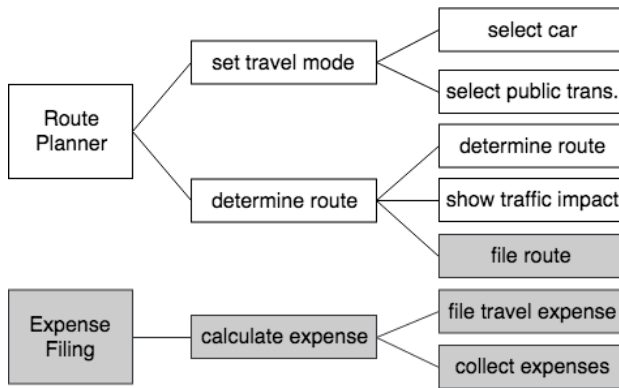 select car
set travel mode
select public trans.
Route
Planner
determine route
determine route
show traffic impact
file route
Expense
Filing
calculate expense
file travel expense
collect expenses